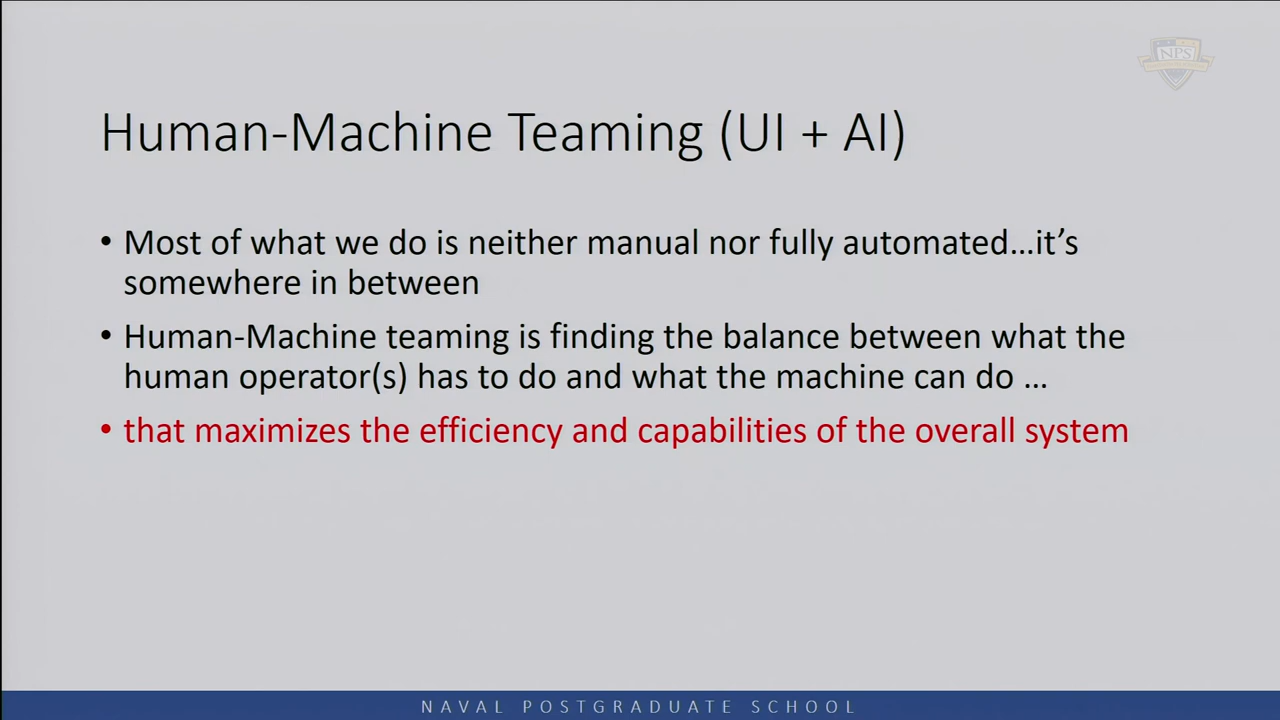 NPS
Human-Machine Teaming (UI + AI)
• Most of what we do is neither manual nor fully automated…it’s
somewhere in between
• Human-Machine teaming is finding the balance between what the
human operator(s) has to do and what the machine can do …
• that maximizes the efficiency and capabilities of the overall system
NAVAL POSTGRADUATE SCHOOL